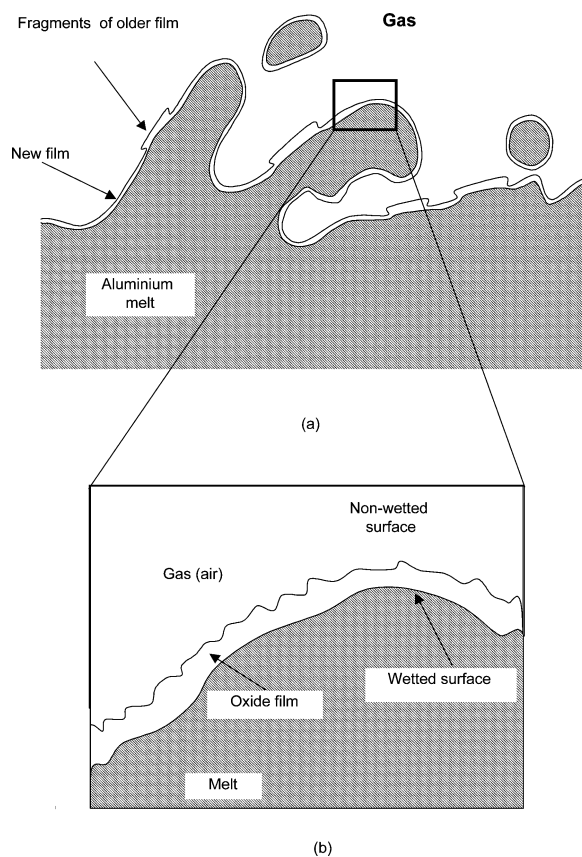 Fragments of older film
Gas
New film
Aluminium
melt
(a)
Non-wetted
surface
Gas (air)
Wetted surface
Oxide film
Melt
(b)